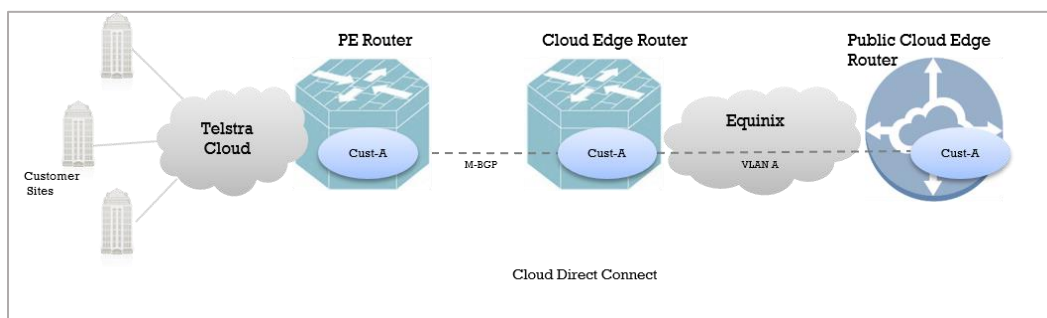 PE Router
Cloud Edge Router
Public Cloud Edge
Router
Telstra
Cloud
Equinix
Customer
Sites
Cust-A
M-BGP
Cust-A
VLAN A
Cust-A
Cloud Direct Connect